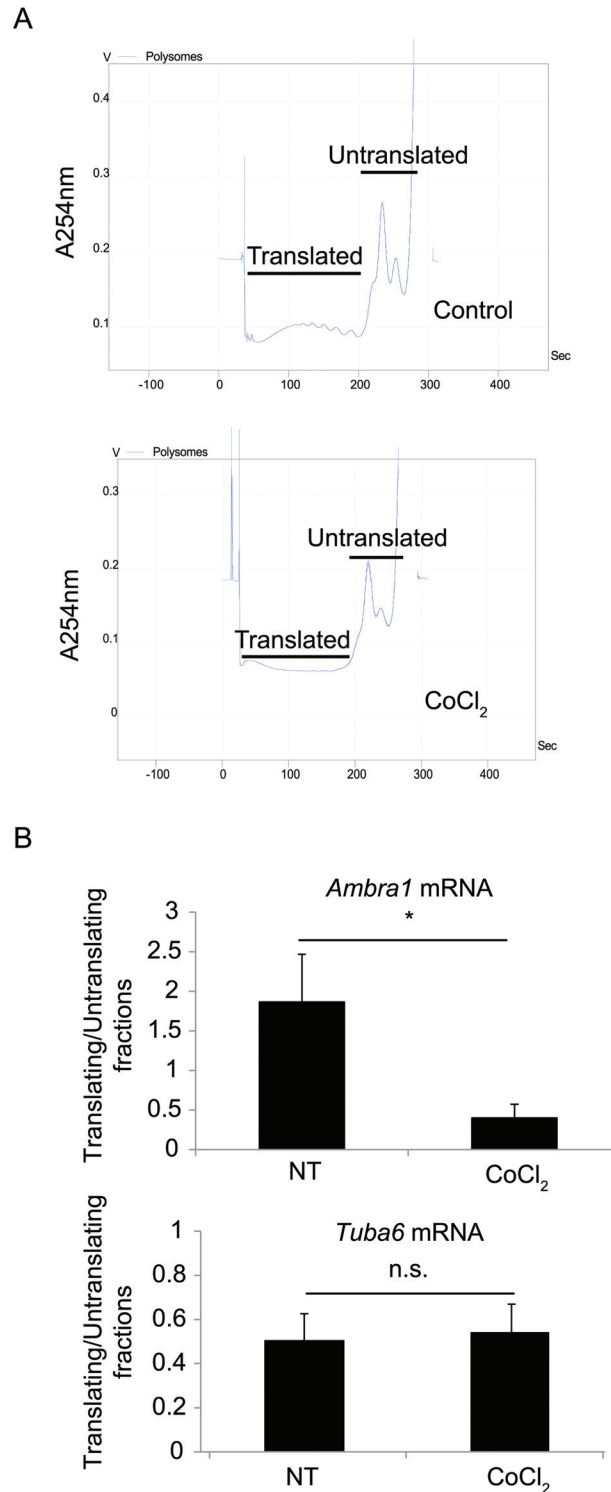 A
V Polysomes
0.4
0.3
0.2
0.1
A254nm
Untranslated
Translated
Control
Sec
-100 0 100 200 300 400
V Polysomes
0.3
0.2
0.1
0
A254nm
Untranslated
Translated
CoCl2
Sec
-100 0 100 200 300 400
B
Ambra1 mRNA
*
Translating/Untranslating
fractions
3
2.5
2
1.5
1
0.5
0
NT CoCl2
Tuba6 mRNA
n.s.
Translating/Untranslating
fractions
1
0.8
0.6
0.4
0.2
0
NT CoCl2